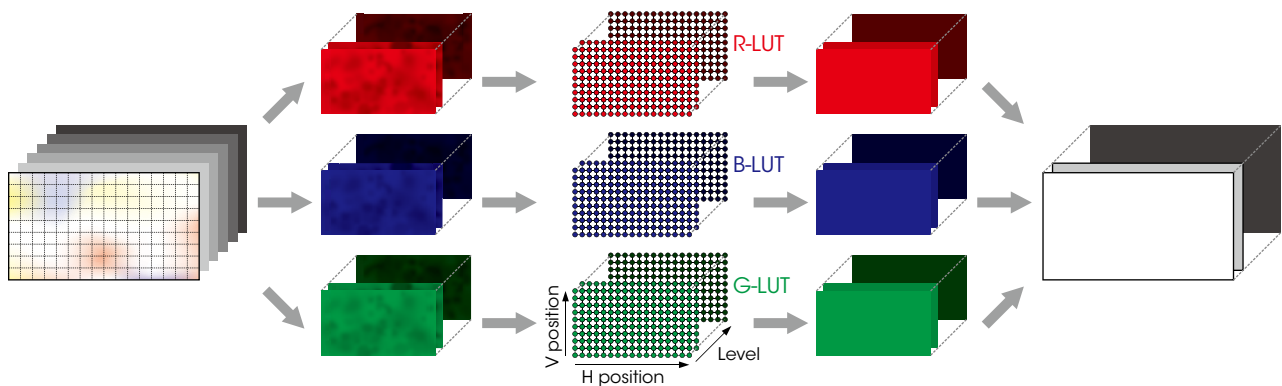 R-LUT
B-LUT
G-LUT
V position
H position
Level